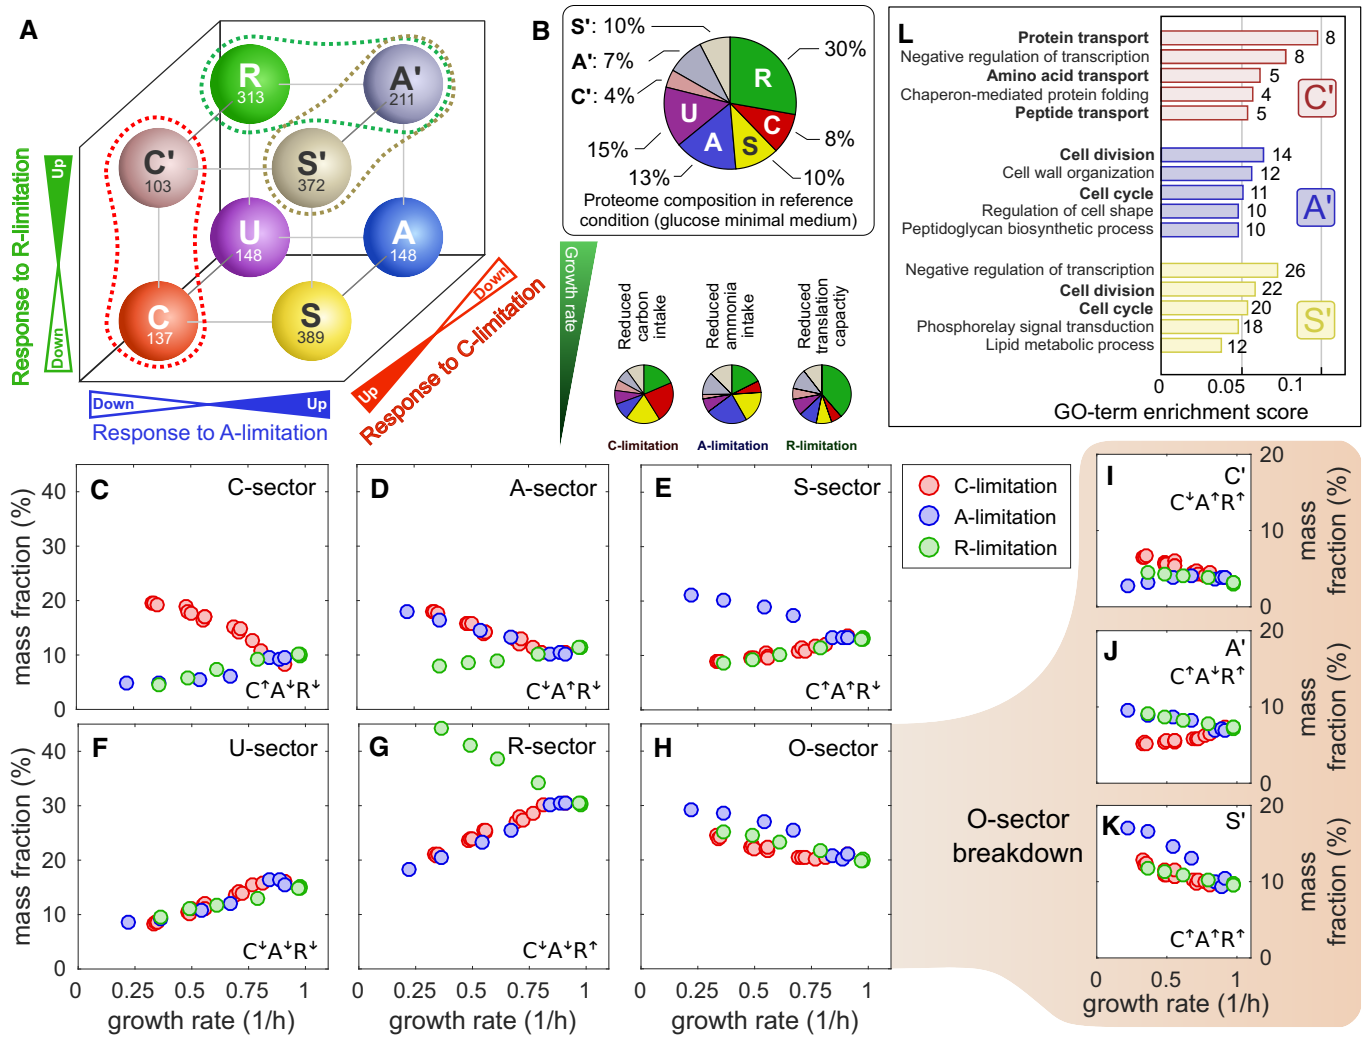 A
R
313
A'
211
C'
103
S'
372
U
148
A
148
C
137
S
389
Response to R-limitation
Up
Down
Down
Up
Response to A-limitation
Up
Down
Response to C-limitation
B
S': 10%
A': 7%
C': 4%
15%
13%
30%
8%
10%
R
C
S
A
U
Proteome composition in reference
condition (glucose minimal medium)
Growth rate
Reduced
carbon
intake
Reduced
ammonia
intake
Reduced
translation
capactiy
C-limitation
A-limitation
R-limitation
L
Protein transport 8
Negative regulation of transcription 8
Amino acid transport 5
Chaperon-mediated protein folding 4
Peptide transport 5
C'
Cell division 14
Cell wall organization 12
Cell cycle 11
Regulation of cell shape 10
Peptidoglycan biosynthetic process 10
A'
Negative regulation of transcription 26
Cell division 22
Cell cycle 20
Phosphorelay signal transduction 18
Lipid metabolic process 12
S'
0 0.05 0.1
GO-term enrichment score
C
C-sector
C↑A↓R↓
40
30
20
10
0
mass fraction (%)
D
A-sector
C↓A↑R↓
E
S-sector
C↑A↑R↓
C-limitation
A-limitation
R-limitation
F
U-sector
C↓A↓R↓
40
30
20
10
0
mass fraction (%)
0 0.25 0.5 0.75 1
growth rate (1/h)
G
R-sector
C↓A↓R↑
0 0.25 0.5 0.75 1
growth rate (1/h)
H
O-sector
0 0.25 0.5 0.75 1
growth rate (1/h)
O-sector
breakdown
I
C'
C↓A↑R↑
20
10
0
mass
fraction (%)
J
A'
C↑A↓R↑
20
10
0
mass
fraction (%)
K
S'
C↑A↑R↑
20
10
0
mass
fraction (%)
0 0.5 1
growth rate (1/h)